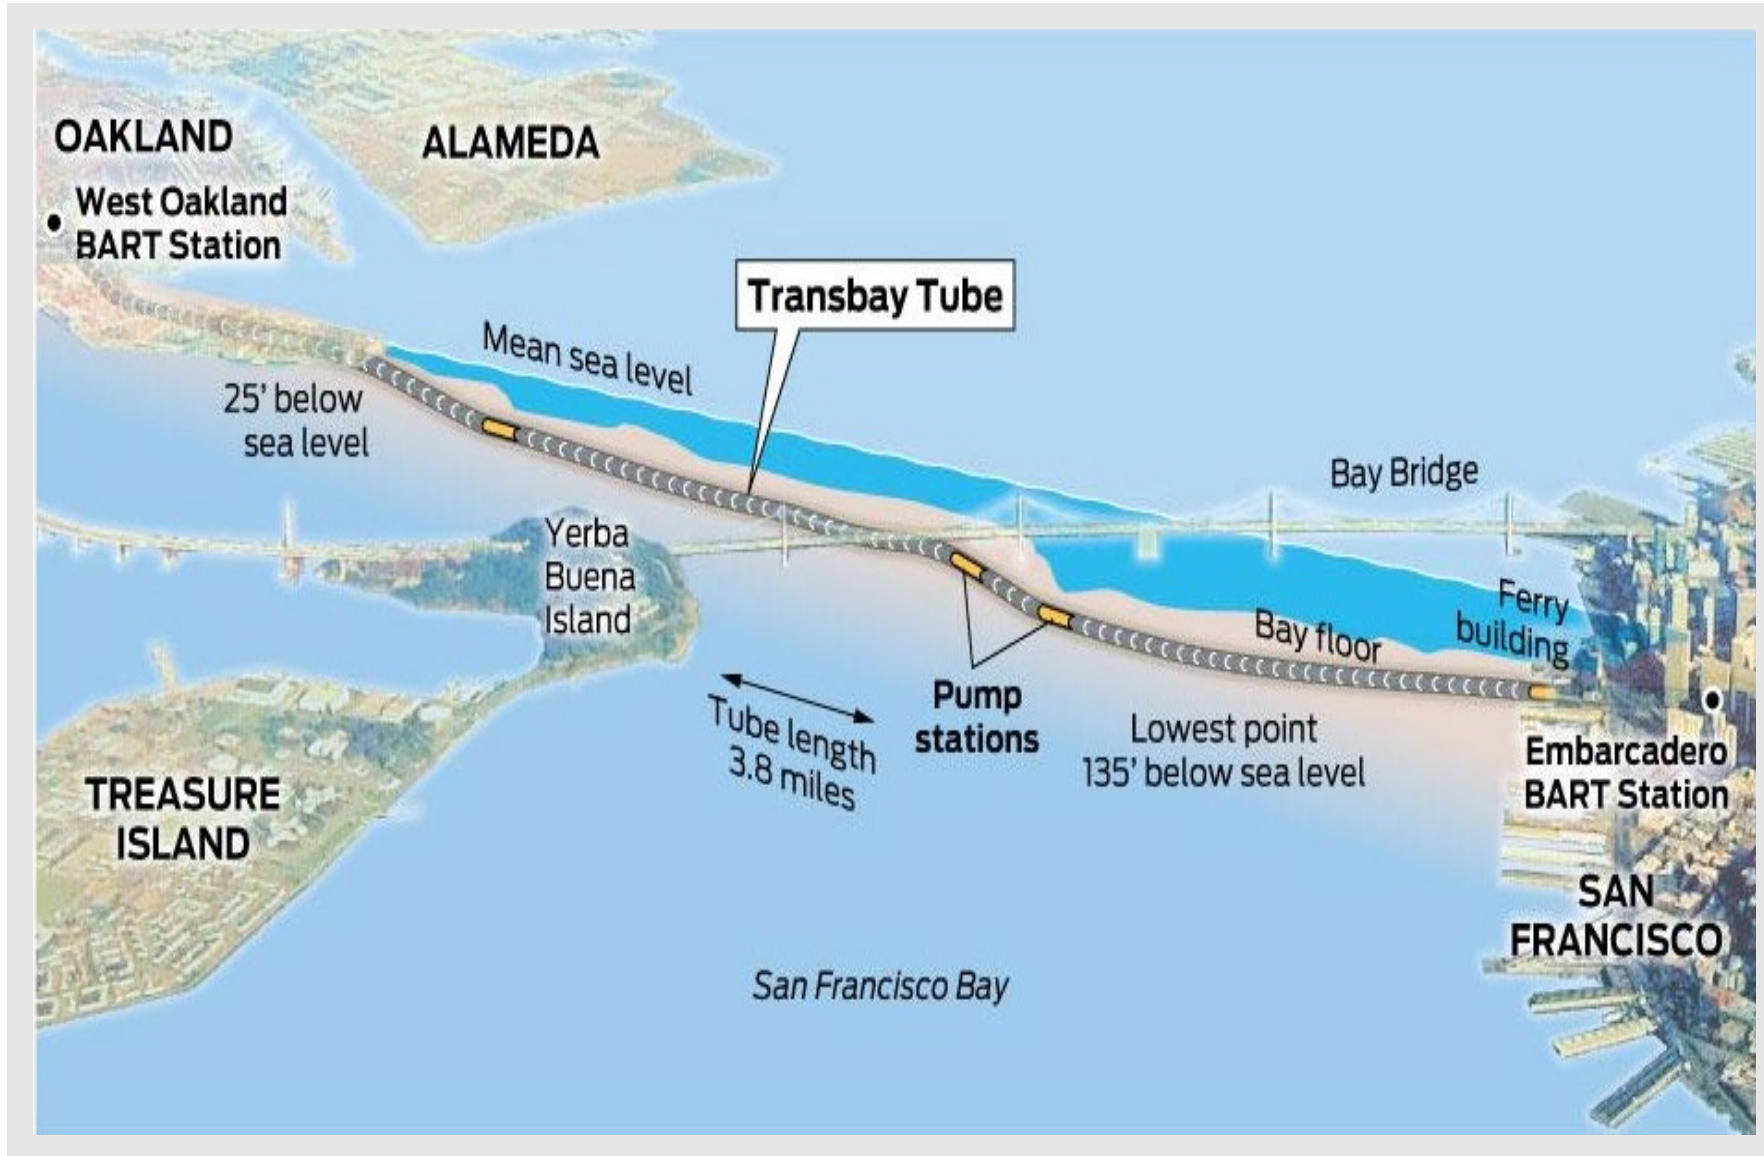 OAKLAND
ALAMEDA
West Oakland
BART Station
Transbay Tube
Mean sea level
25’ below
sea level
Bay Bridge
Yerba
Buena
Island
Ferry
building
Bay floor
Pump
stations
Tube length
3.8 miles
Lowest point
135’ below sea level
Embarcadero
BART Station
TREASURE
ISLAND
SAN
FRANCISCO
San Francisco Bay